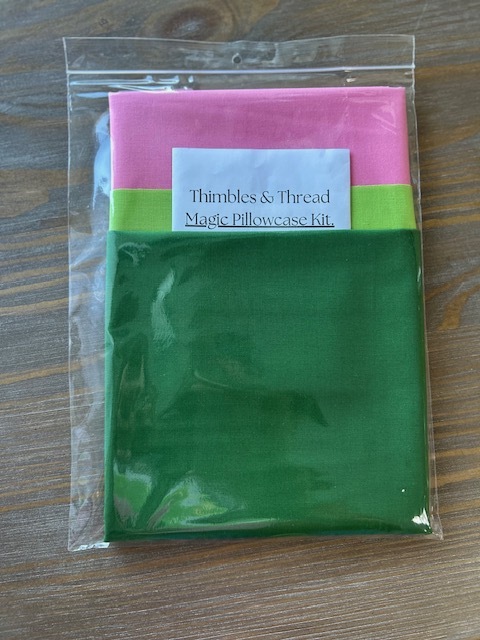 Thimbles & Thread
Magic Pillowcase Kit.